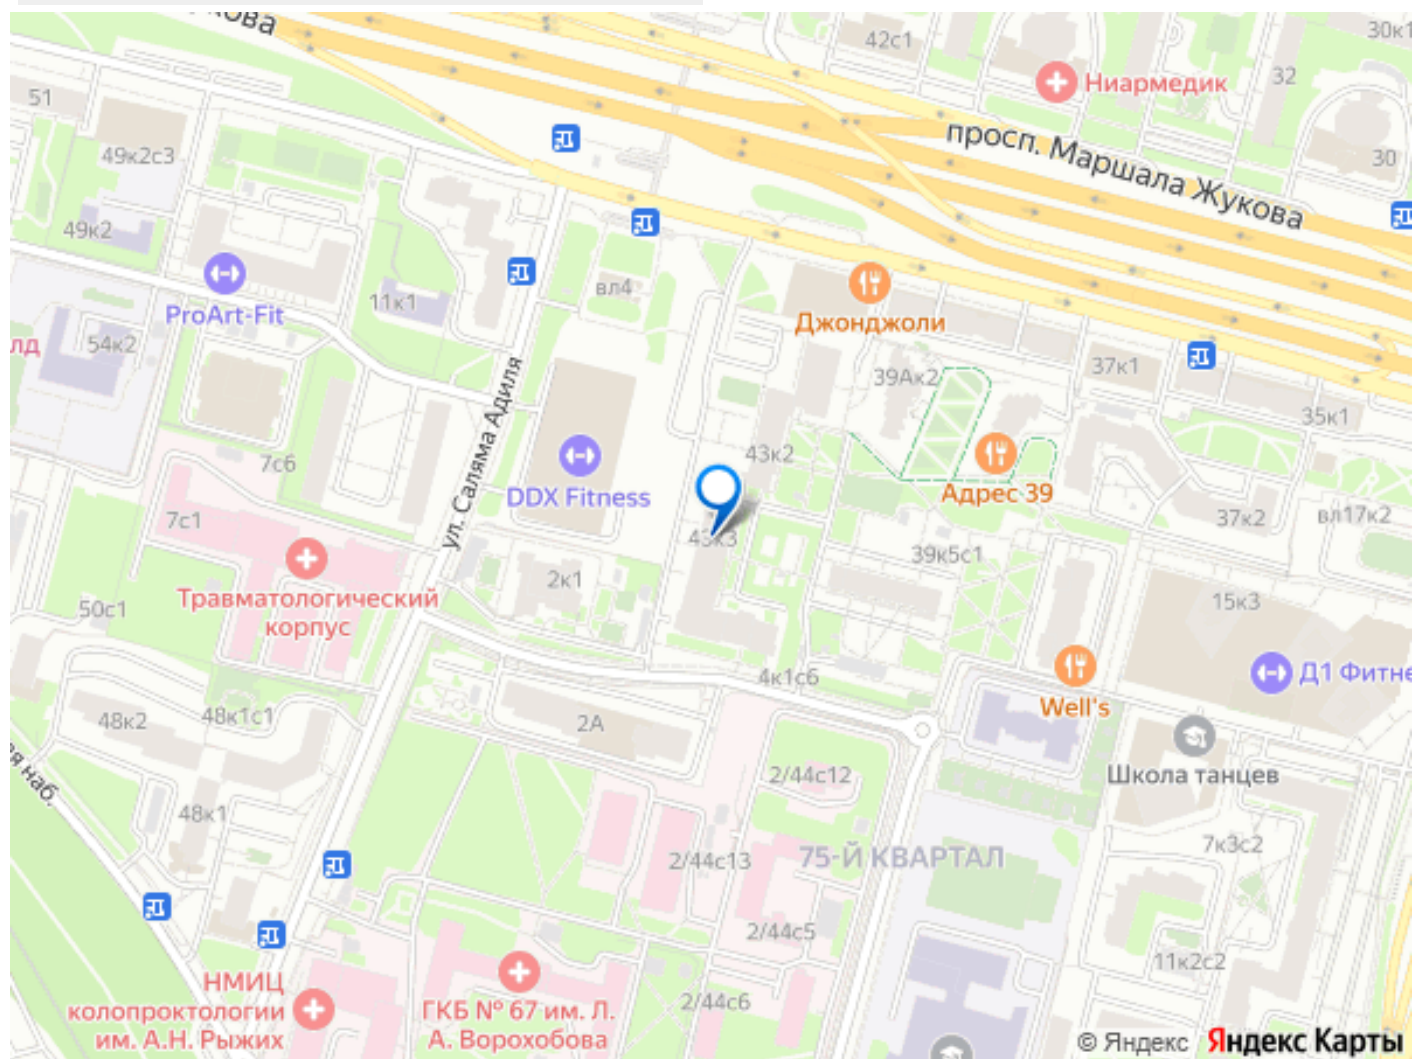 42с1
30к1
32
Ниармедик
51
просп. Маршала Жукова
49к2с3
30
49к2
вл4
11к1
ProArt-Fit
Джонджоли
54к2
39Ак2
37к1
35к1
ул. Саляма Адиля
43к2
7с6
DDX Fitness
Адрес 39
7с1
37к2
вл17к2
43к3
39к5с1
2к1
Травматологический
корпус
50с1
15к3
4к1с6
Д1 Фитне
Well's
48к2
48к1с1
2А
наб.
2/44с12
Школа танцев
48к1
7к3с2
2/44с13
75-Й КВАРТАЛ
2/44с5
11к2с2
НМИЦ
колопроктологии
им. А.Н. Рыжих
ГКБ № 67 им. Л.
А. Ворохобова
2/44с6
© Яндекс Яндекс Карты